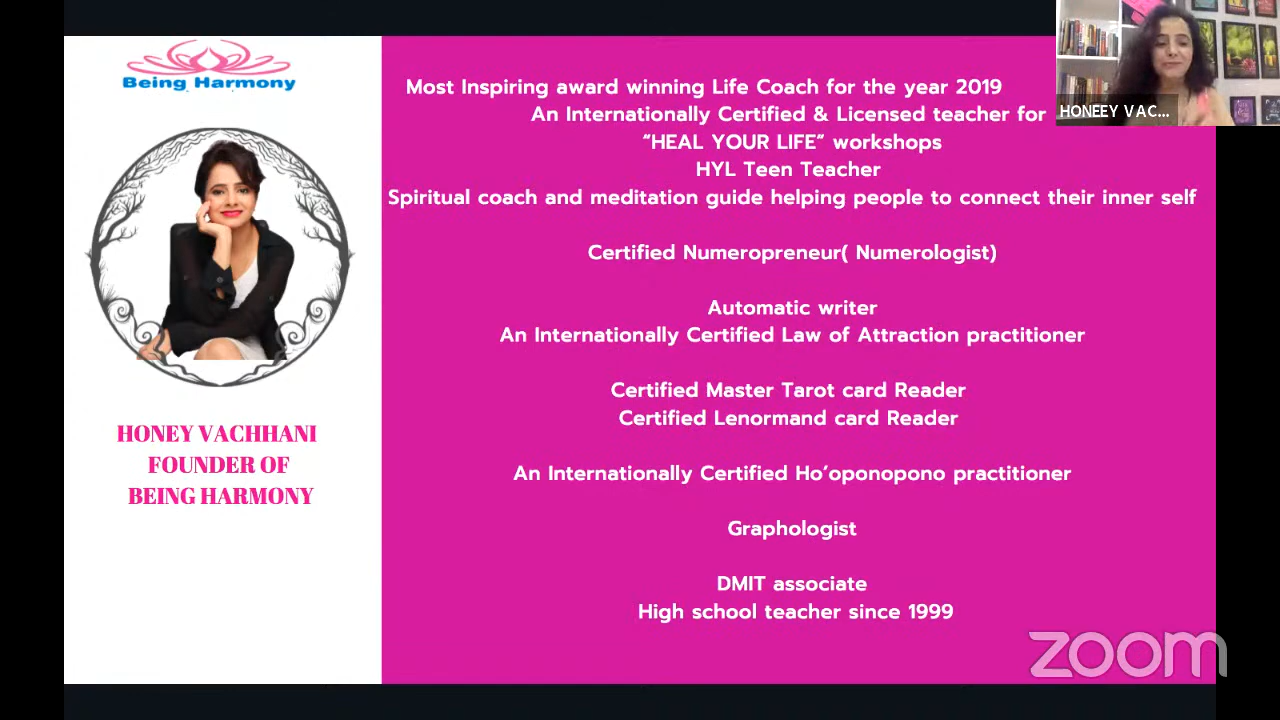 Being Harmony
HONEY VACHHANI
FOUNDER OF
BEING HARMONY
Most Inspiring award winning Life Coach for the year 2019
An Internationally Certified & Licensed teacher for
“HEAL YOUR LIFE” workshops
HYL Teen Teacher
Spiritual coach and meditation guide helping people to connect their inner self
Certified Numeropreneur( Numerologist)
Automatic writer
An Internationally Certified Law of Attraction practitioner
Certified Master Tarot card Reader
Certified Lenormand card Reader
An Internationally Certified Ho’oponopono practitioner
Graphologist
DMIT associate
High school teacher since 1999
HONEEY VAC...
zoom